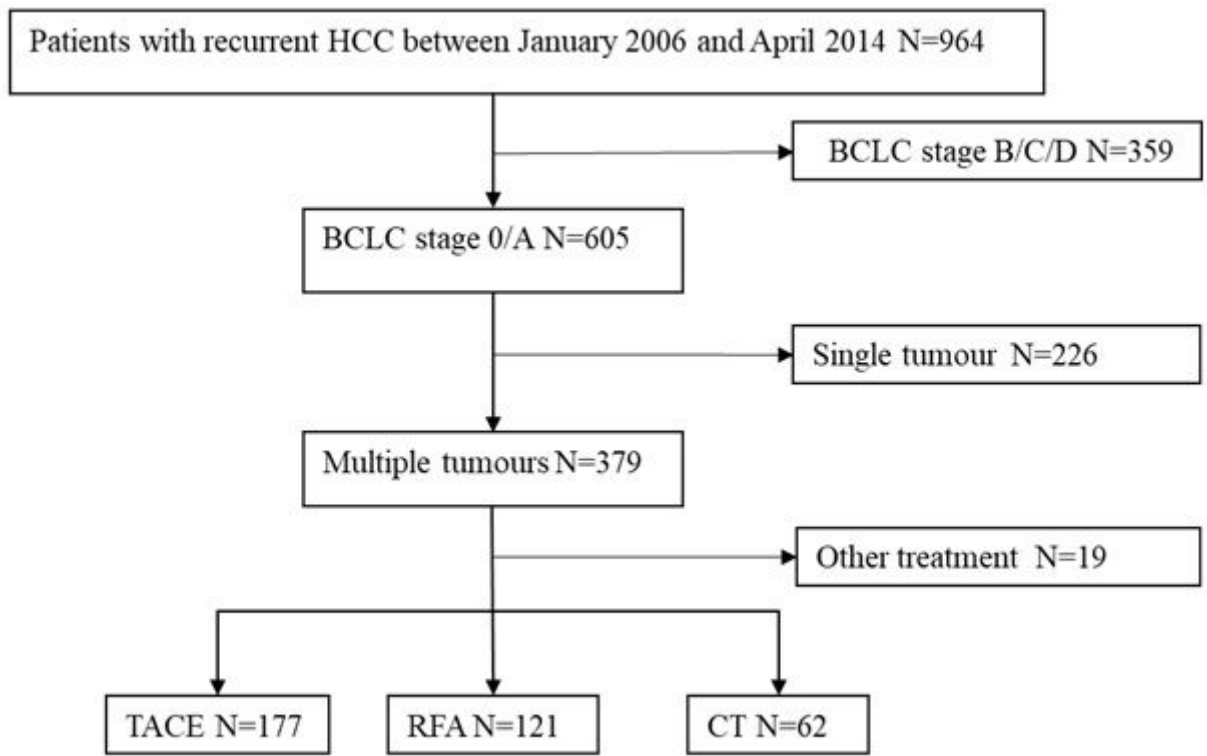 Patients with recurrent HCC between January 2006 and April 2014 N=964
BCLC stage B/C/D N=359
BCLC stage 0/A N=605
Single tumour N=226
Multiple tumours N=379
Other treatment N=19
TACE N=177
RFA N=121
CT N=62